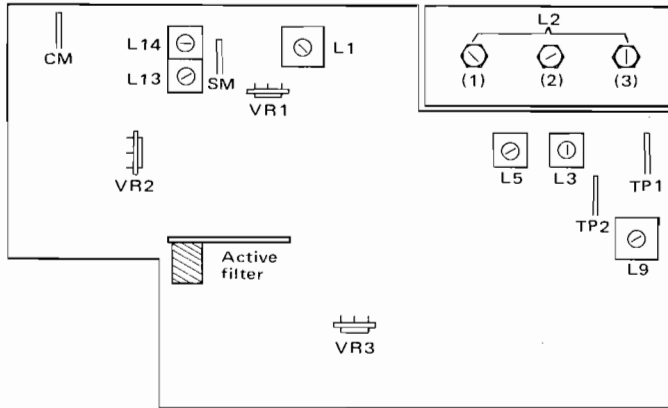 L2
(1) (2) (3)
CM
L14
L13
SM
L1
VR1
VR2
L5
L3
TP1
TP2
L9
Active
filter
VR3